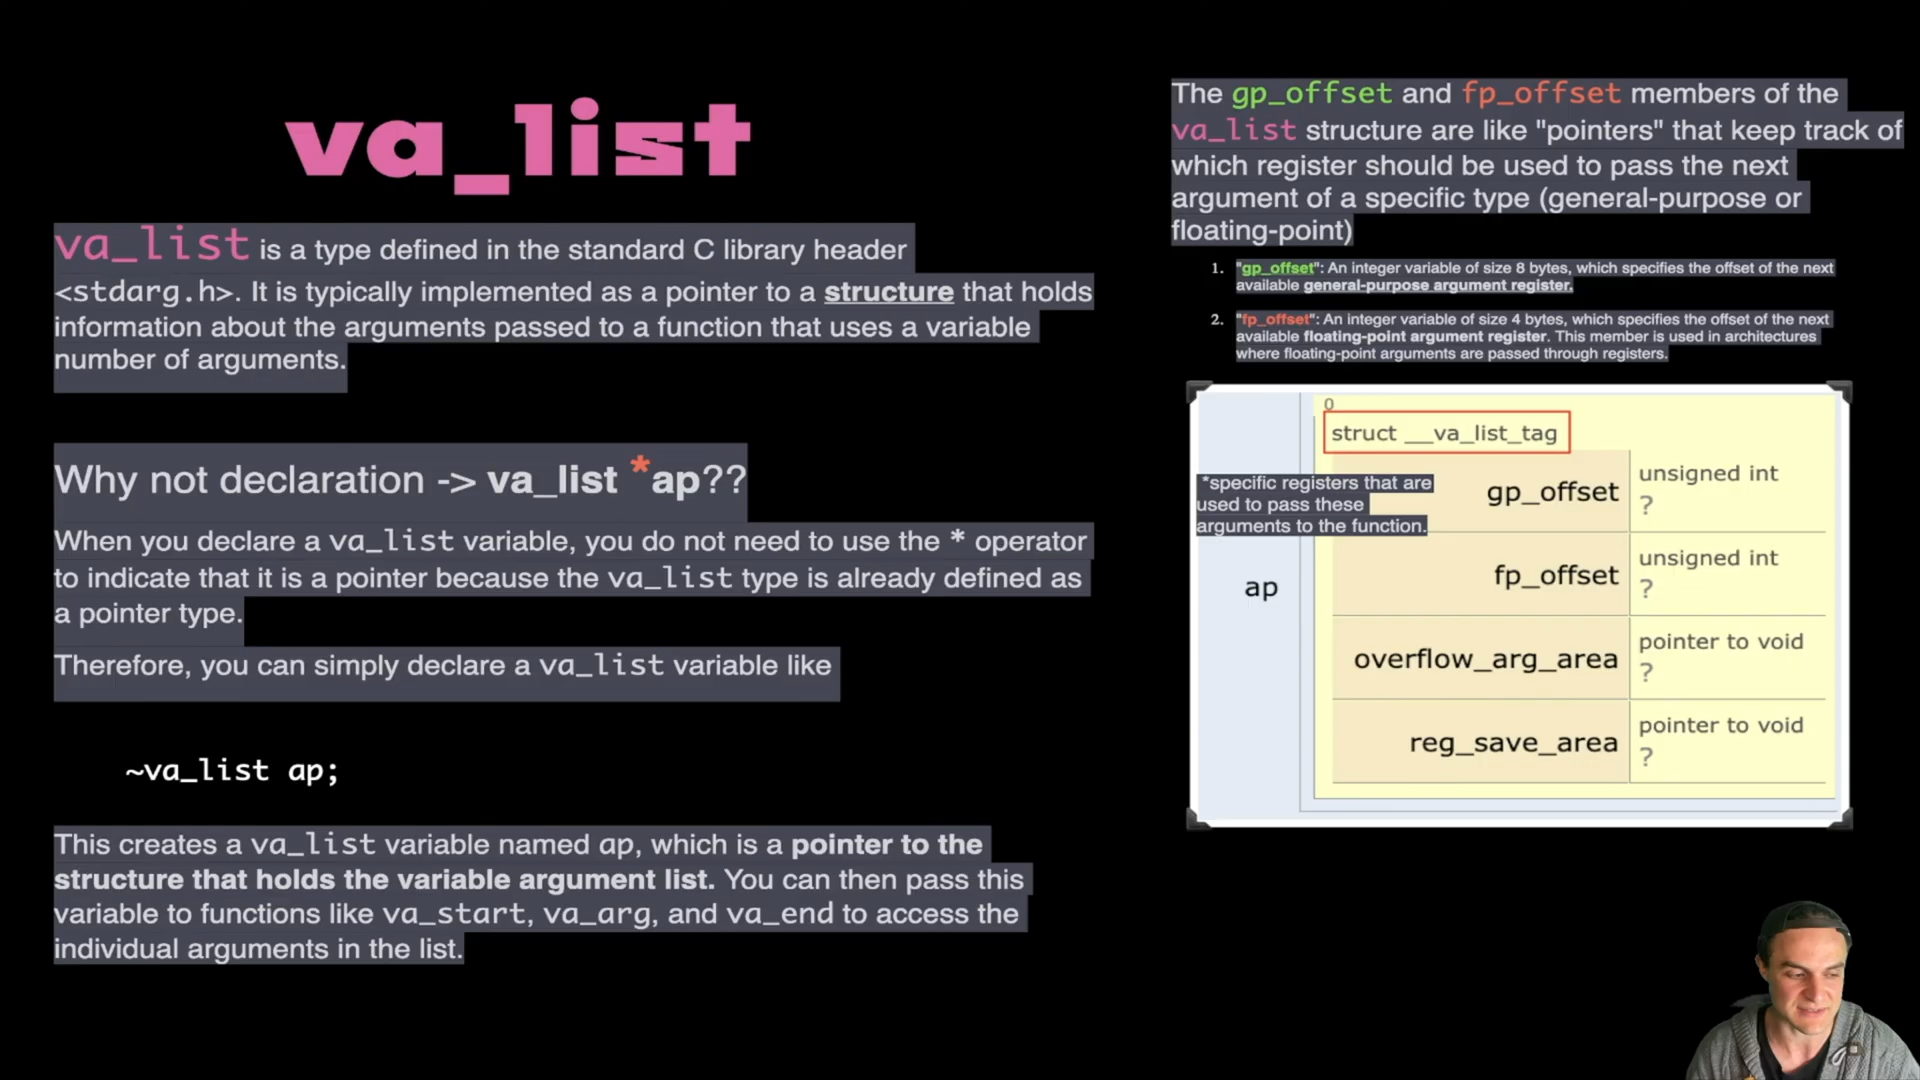 va_list
va_list is a type defined in the standard C library header
<stdarg.h>. It is typically implemented as a pointer to a structure that holds
information about the arguments passed to a function that uses a variable
number of arguments.
Why not declaration -> va_list *ap??
When you declare a va_list variable, you do not need to use the * operator
to indicate that it is a pointer because the va_list type is already defined as
a pointer type.
Therefore, you can simply declare a va_list variable like
~va_list ap;
This creates a va_list variable named ap, which is a pointer to the
structure that holds the variable argument list. You can then pass this
variable to functions like va_start, va_arg, and va_end to access the
individual arguments in the list.
The gp_offset and fp_offset members of the
va_list structure are like "pointers" that keep track of
which register should be used to pass the next
argument of a specific type (general-purpose or
floating-point)
1. "gp_offset": An integer variable of size 8 bytes, which specifies the offset of the next
available general-purpose argument register.
2. "fp_offset": An integer variable of size 4 bytes, which specifies the offset of the next
available floating-point argument register. This member is used in architectures
where floating-point arguments are passed through registers.
0
struct __va_list_tag
*specific registers that are
used to pass these
arguments to the function.
ap
gp_offset
unsigned int
?
fp_offset
unsigned int
?
overflow_arg_area
pointer to void
?
reg_save_area
pointer to void
?